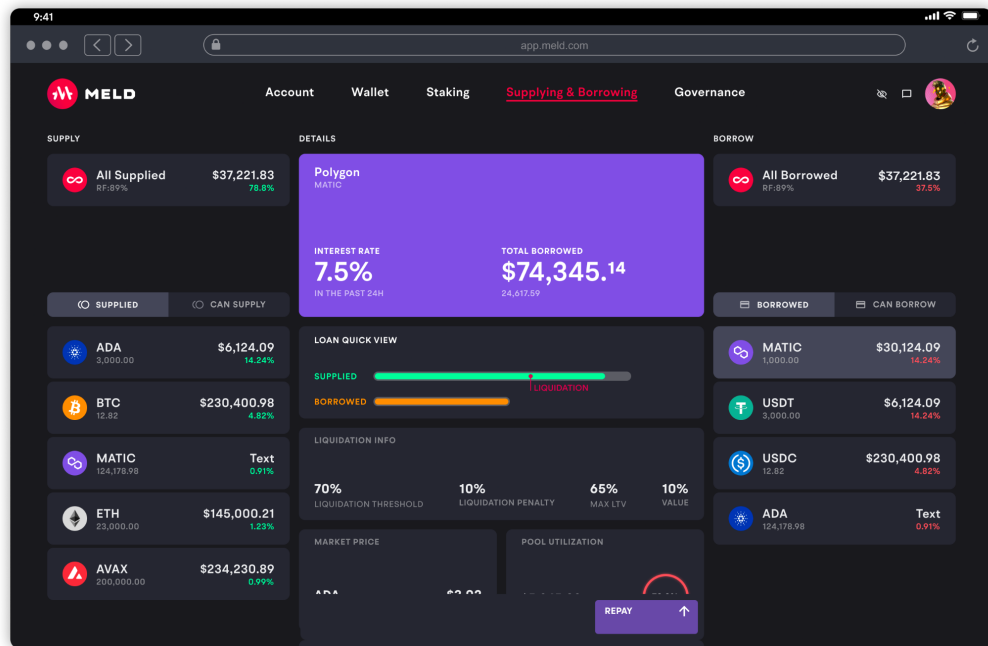 9:41
app.meld.com
MELD
Account
Wallet
Staking
Supplying & Borrowing
Governance
SUPPLY
All Supplied
$37,221.83
RF:89%
78.8%
SUPPLIED
CAN SUPPLY
ADA
$6,124.09
3,000.00
14.24%
BTC
$230,400.98
12.82
4.82%
MATIC
Text
124,178.98
0.91%
ETH
$145,000.21
23,000.00
1.23%
AVAX
$234,230.89
200,000.00
0.99%
DETAILS
Polygon
MATIC
INTEREST RATE
7.5%
IN THE PAST 24H
TOTAL BORROWED
$74,345.14
24,617.59
LOAN QUICK VIEW
SUPPLIED
LIQUIDATION
BORROWED
LIQUIDATION INFO
70%
LIQUIDATION THRESHOLD
10%
LIQUIDATION PENALTY
65%
MAX LTV
10%
VALUE
MARKET PRICE
ADA
POOL UTILIZATION
REPAY
BORROW
All Borrowed
$37,221.83
RF:89%
37.5%
BORROWED
CAN BORROW
MATIC
$30,124.09
1,000.00
14.24%
USDT
$6,124.09
3,000.00
14.24%
USDC
$230,400.98
12.82
4.82%
ADA
Text
124,178.98
0.91%